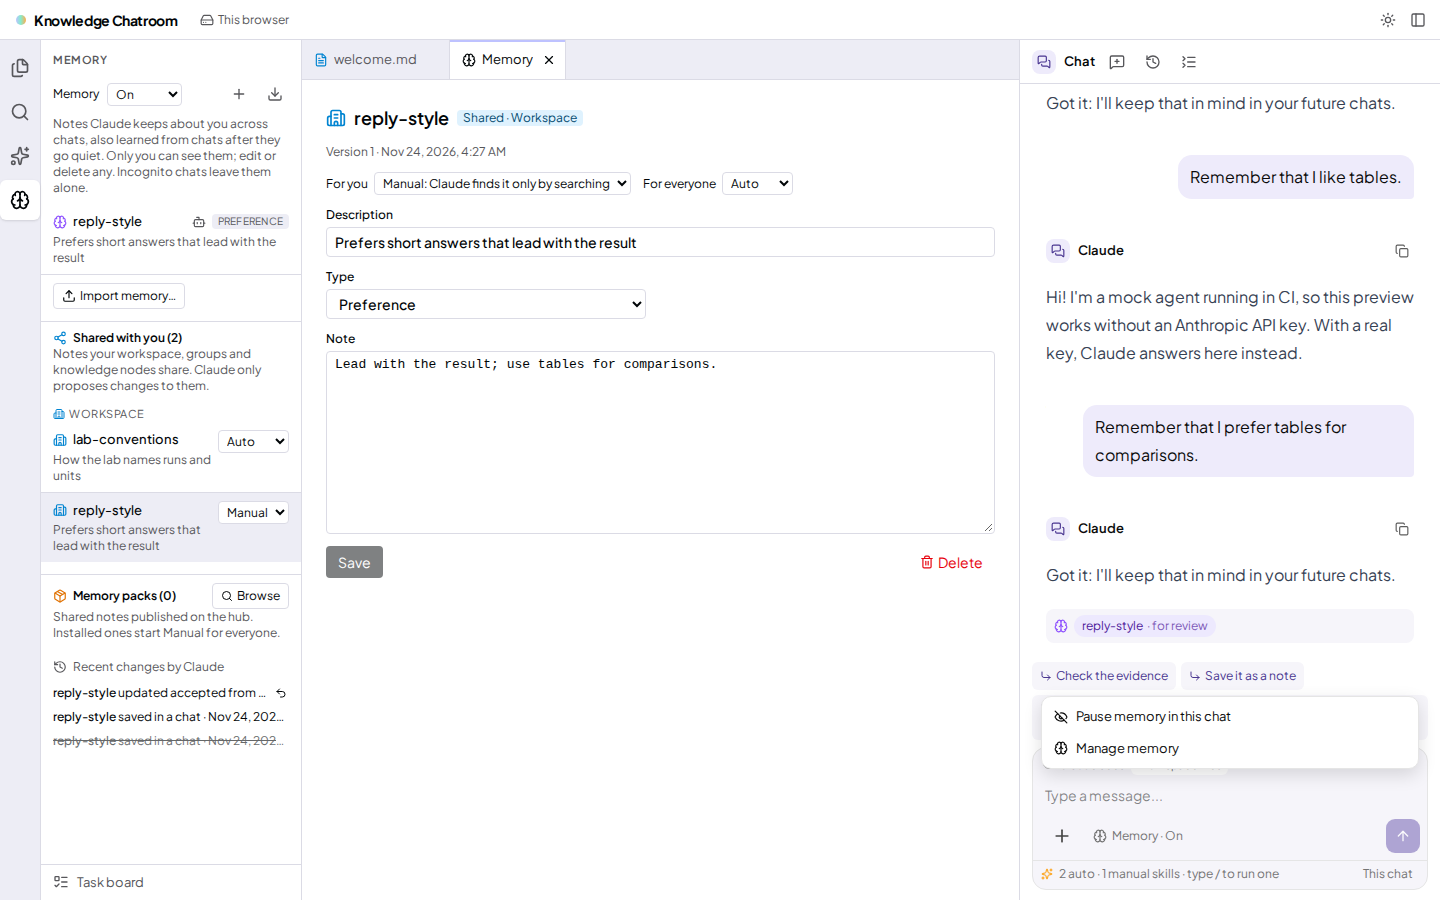 Knowledge Chatroom
This browser
MEMORY
Memory
On
Notes Claude keeps about you across
chats, also learned from chats after they
go quiet. Only you can see them; edit or
delete any. Incognito chats leave them
alone.
reply-style
PREFERENCE
Prefers short answers that lead with the
result
Import memory...
Shared with you (2)
Notes your workspace, groups and
knowledge nodes share. Claude only
proposes changes to them.
WORKSPACE
lab-conventions
Auto
How the lab names runs and
units
reply-style
Manual
Prefers short answers that
lead with the result
Memory packs (0)
Browse
Shared notes published on the hub.
Installed ones start Manual for everyone.
Recent changes by Claude
reply-style updated accepted from ...
reply-style saved in a chat · Nov 24, 202...
reply-style saved in a chat · Nov 24, 202...
Task board
welcome.md
Memory
reply-style
Shared · Workspace
Version 1 · Nov 24, 2026, 4:27 AM
For you
Manual: Claude finds it only by searching
For everyone
Auto
Description
Prefers short answers that lead with the result
Type
Preference
Note
Lead with the result; use tables for comparisons.
Save
Delete
Chat
Got it: I'll keep that in mind in your future chats.
Remember that I like tables.
Claude
Hi! I'm a mock agent running in CI, so this preview
works without an Anthropic API key. With a real
key, Claude answers here instead.
Remember that I prefer tables for
comparisons.
Claude
Got it: I'll keep that in mind in your future chats.
reply-style · for review
Check the evidence
Save it as a note
Pause memory in this chat
Manage memory
Type a message...
Memory · On
2 auto · 1 manual skills · type / to run one
This chat